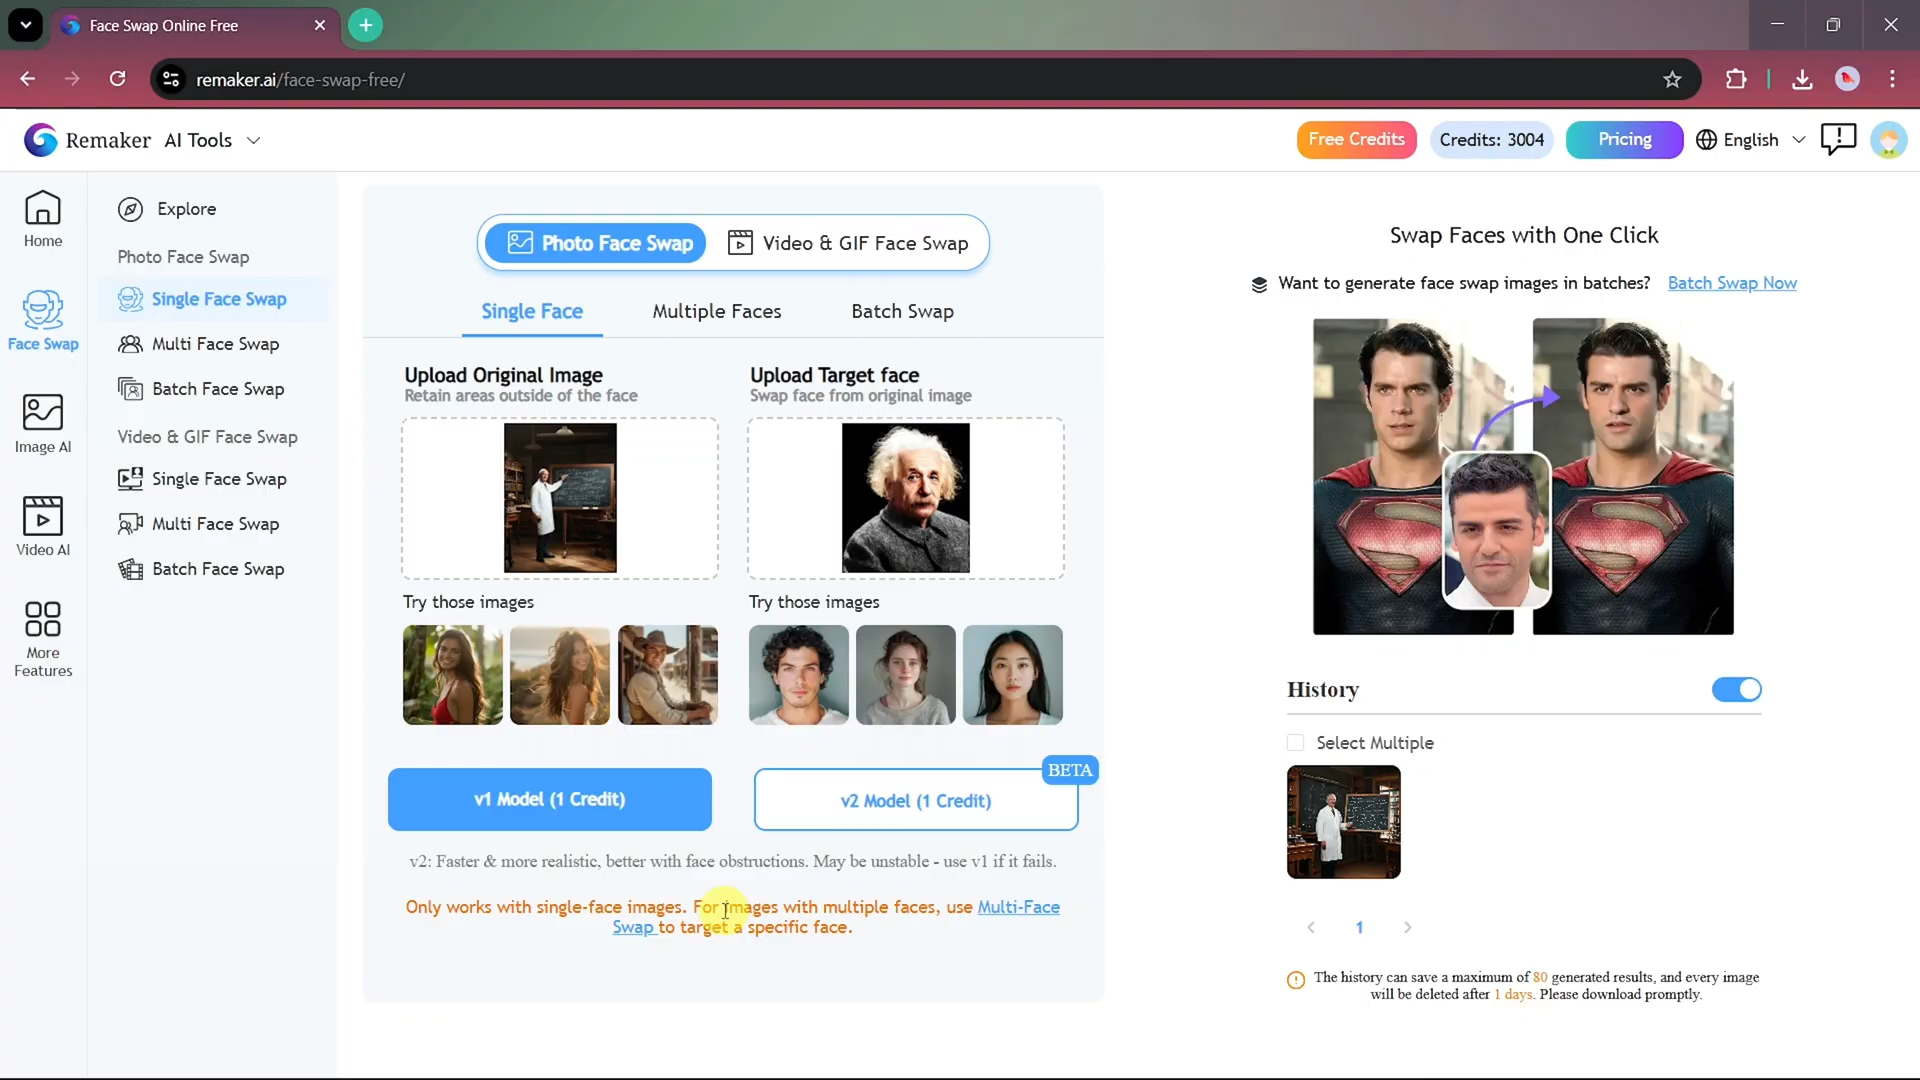 Face Swap Online Free
remaker.ai/face-swap-free/
Remaker AI Tools
Free Credits
Credits: 3004
Pricing
English
Home
Face Swap
Image AI
Video AI
More
Features
Explore
Photo Face Swap
Single Face Swap
Multi Face Swap
Batch Face Swap
Video & GIF Face Swap
Single Face Swap
Multi Face Swap
Batch Face Swap
Photo Face Swap
Video & GIF Face Swap
Single Face
Multiple Faces
Batch Swap
Upload Original Image
Retain areas outside of the face
Upload Target face
Swap face from original image
Try those images
Try those images
v1 Model (1 Credit)
BETA
v2 Model (1 Credit)
v2: Faster & more realistic, better with face obstructions. May be unstable - use v1 if it fails.
Only works with single-face images. For images with multiple faces, use Multi-Face
Swap to target a specific face.
Swap Faces with One Click
Want to generate face swap images in batches? Batch Swap Now
History
Select Multiple
1
The history can save a maximum of 80 generated results, and every image
will be deleted after 1 days. Please download promptly.